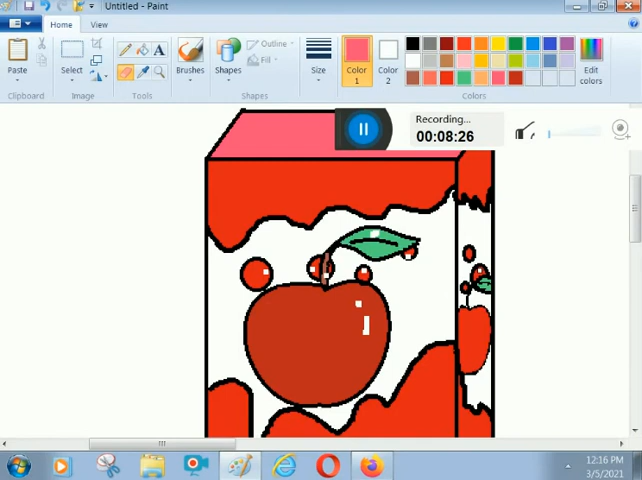 Untitled - Paint
Home View
Paste Select A Brushes Shapes Outline Fill Size Color 1 Color 2 Edit colors
Clipboard Image Tools Shapes Colors
Recording...
00:08:26
12:16 PM
3/5/2021